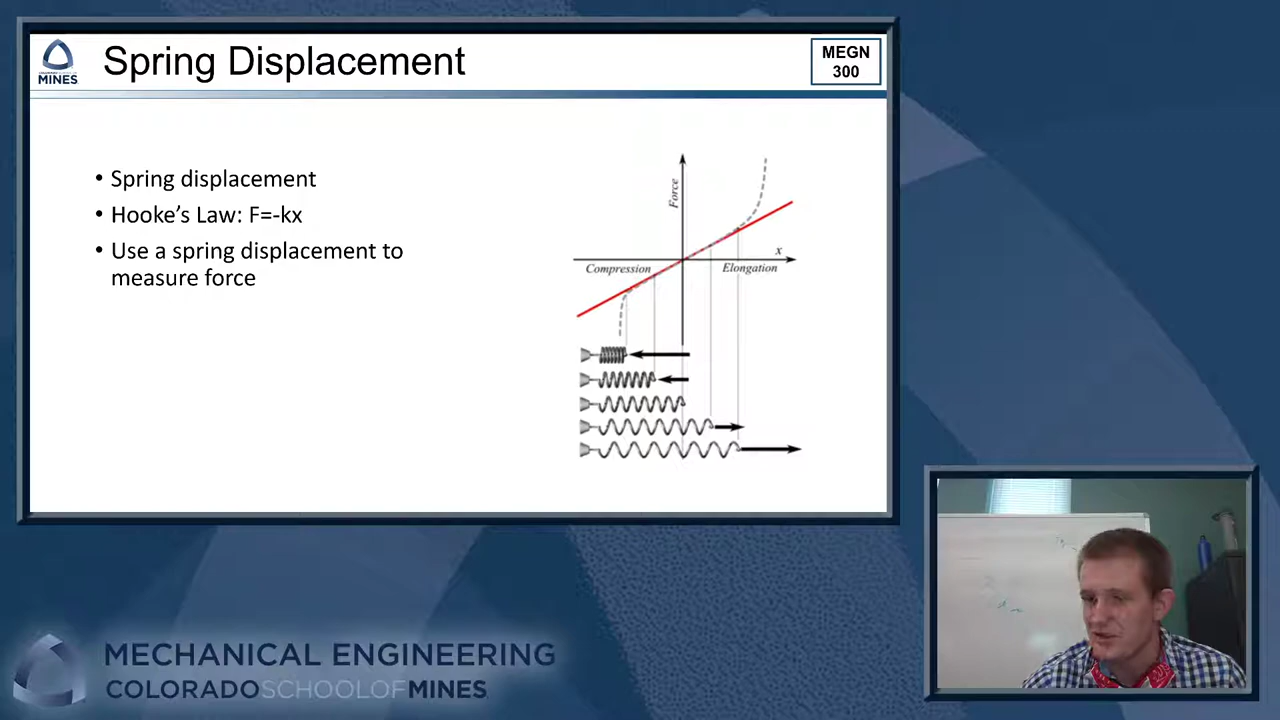 MINES
Spring Displacement
MEGN
300
• Spring displacement
• Hooke’s Law: F=-kx
• Use a spring displacement to
measure force
Force
x
Compression
Elongation
MECHANICAL ENGINEERING
COLORADOSCHOOLOFMINES